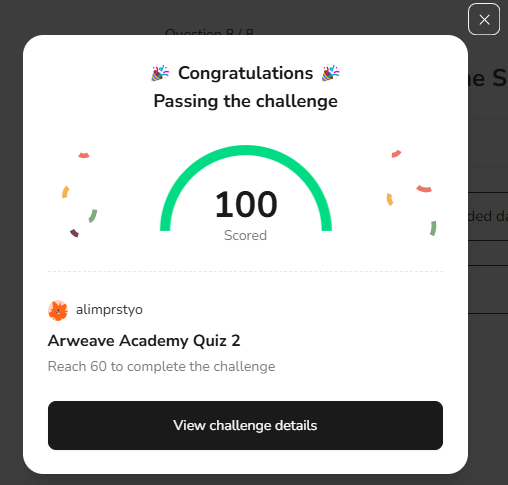 Question 8 / 8
🎉 Congratulations 🎉
Passing the challenge
100
Scored
alimprstyo
Arweave Academy Quiz 2
Reach 60 to complete the challenge
View challenge details